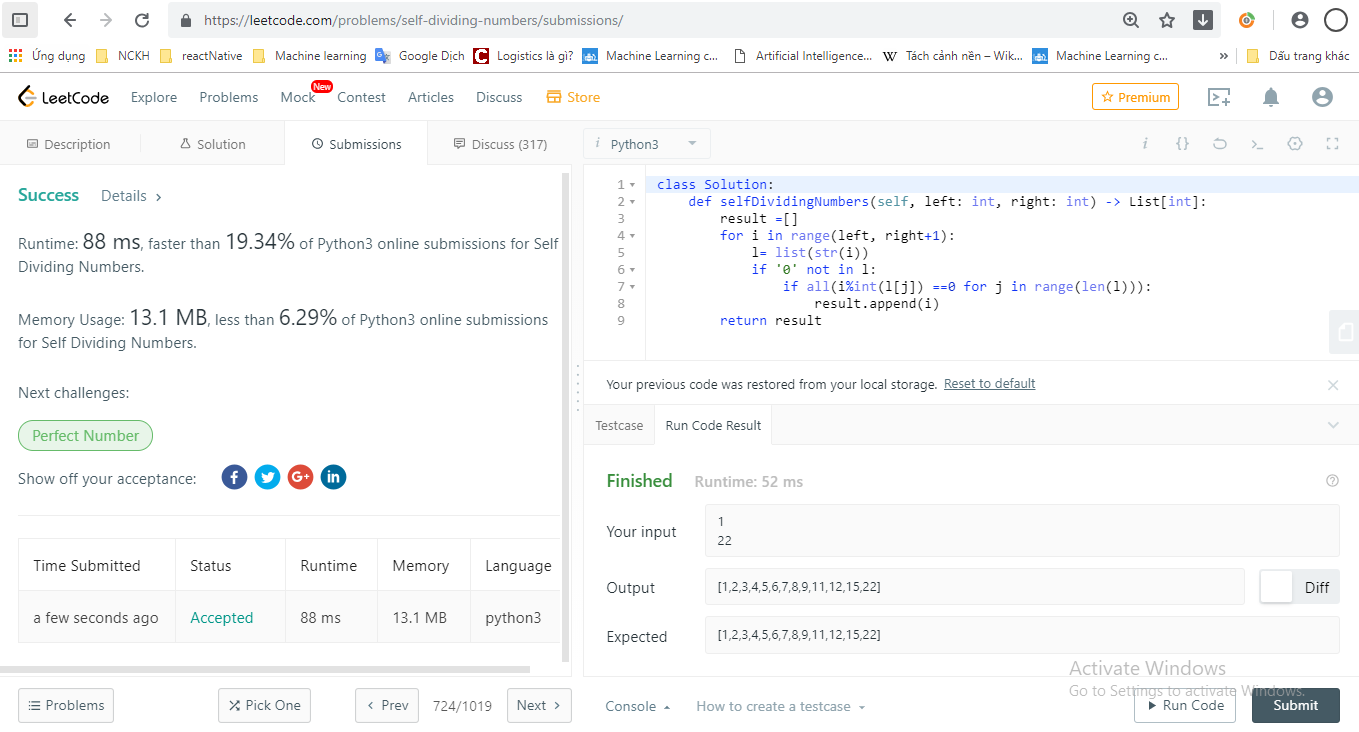 https://leetcode.com/problems/self-dividing-numbers/submissions/
Ứng dụng NCKH reactNative Machine learning Google Dịch Logistics là gì? Machine Learning c... Artificial Intelligence... Tách cảnh nền – Wik... Machine Learning c... » Dấu trang khác
LeetCode Explore Problems Mock New Contest Articles Discuss Store Premium
Description Solution Submissions Discuss (317)
i Python3
Success Details >
Runtime: 88 ms, faster than 19.34% of Python3 online submissions for Self
Dividing Numbers.
Memory Usage: 13.1 MB, less than 6.29% of Python3 online submissions
for Self Dividing Numbers.
Next challenges:
Perfect Number
Show off your acceptance: f G+ in
Time Submitted Status Runtime Memory Language
a few seconds ago Accepted 88 ms 13.1 MB python3
Problems Pick One < Prev 724/1019 Next >
1 class Solution:
2     def selfDividingNumbers(self, left: int, right: int) -> List[int]:
3         result =[]
4         for i in range(left, right+1):
5             l= list(str(i))
6             if '0' not in l:
7                 if all(i%int(l[j]) ==0 for j in range(len(l))):
8                     result.append(i)
9         return result
Your previous code was restored from your local storage. Reset to default
Testcase Run Code Result
Finished Runtime: 52 ms
Your input
1
22
Output [1,2,3,4,5,6,7,8,9,11,12,15,22] Diff
Expected [1,2,3,4,5,6,7,8,9,11,12,15,22]
Activate Windows
Go to Settings to activate Windows.
Console How to create a testcase Run Code Submit